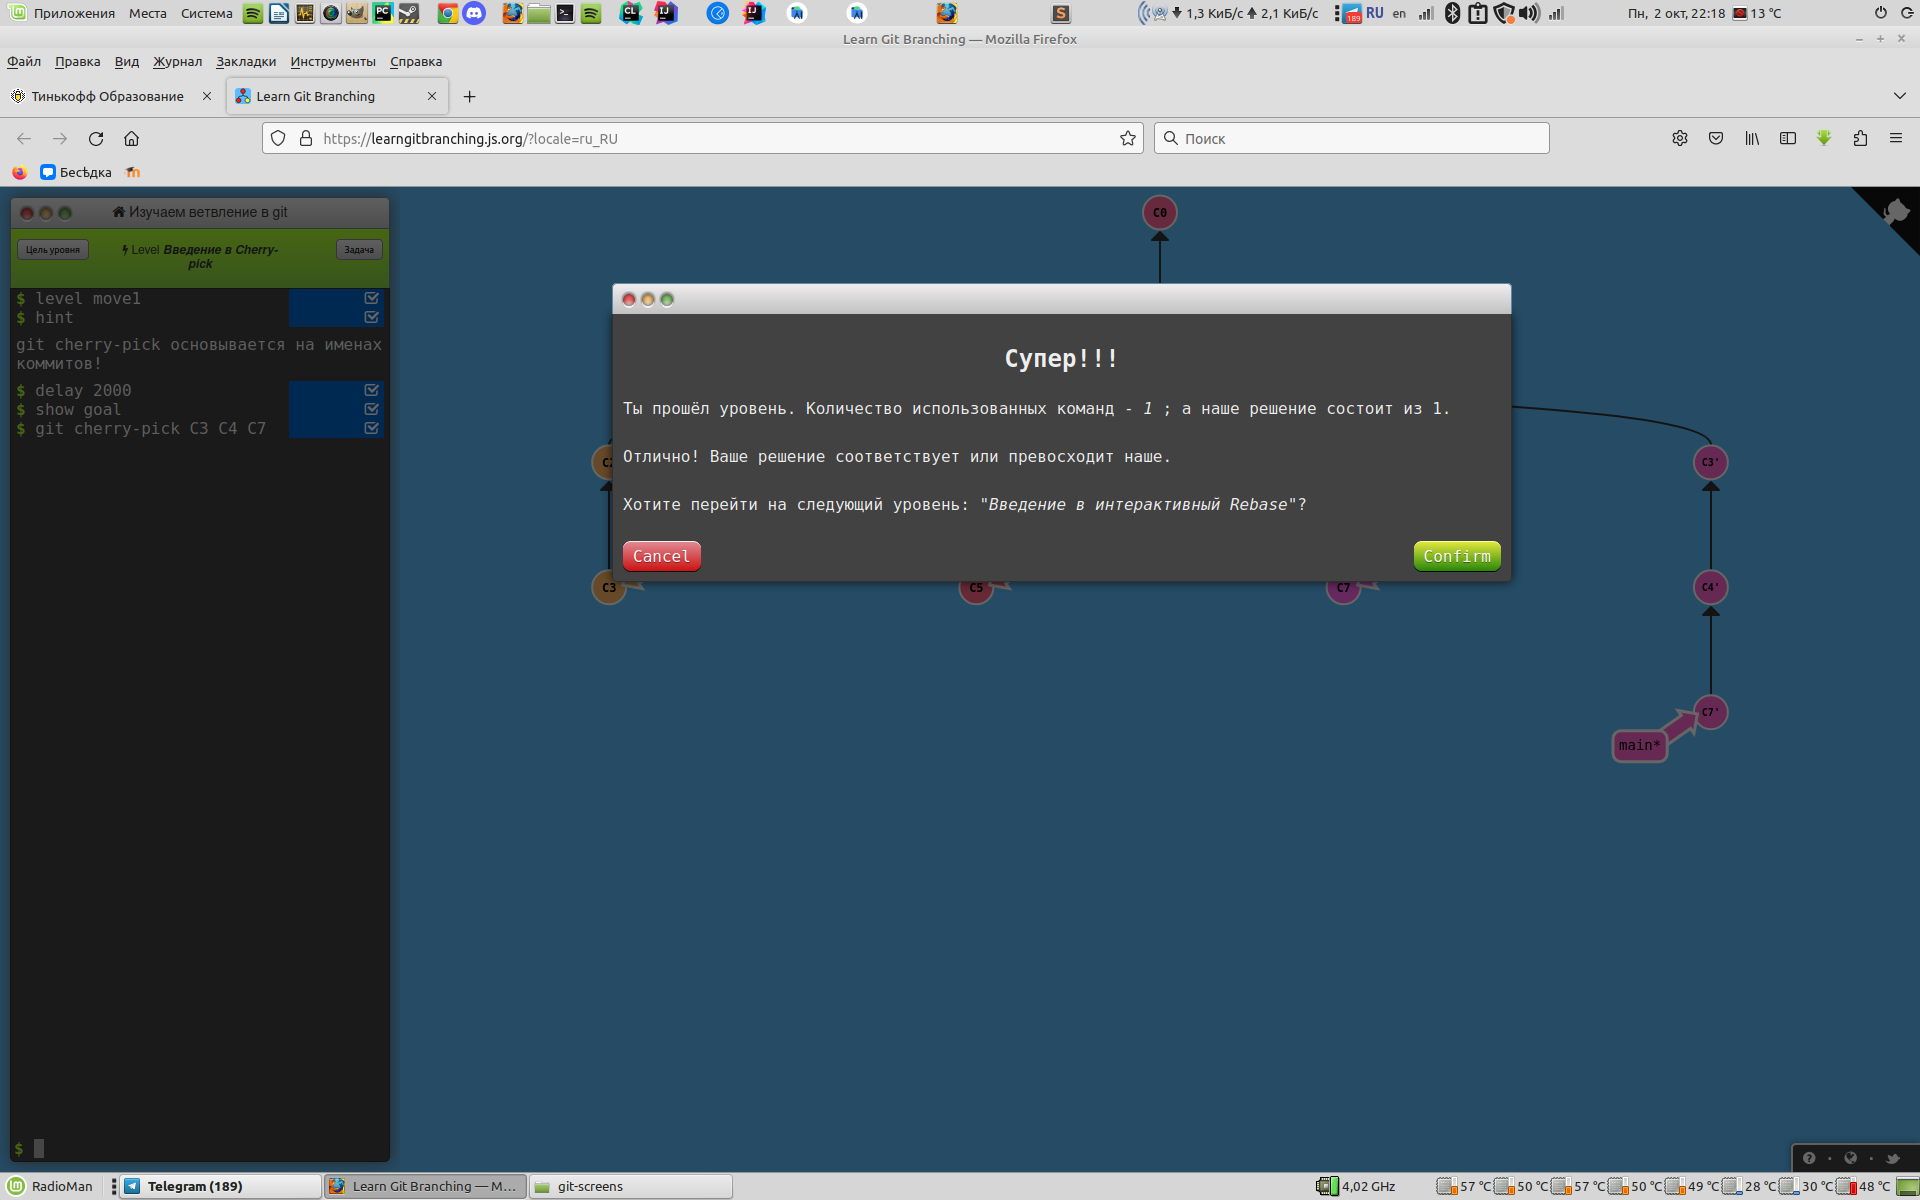 Приложения Места Система
1,3 КиБ/с 2,1 КиБ/с
189 RU en
Пн, 2 окт, 22:18 13 °C
Learn Git Branching — Mozilla Firefox
Файл Правка Вид Журнал Закладки Инструменты Справка
Тинькофф Образование
Learn Git Branching
https://learngitbranching.js.org/?locale=ru_RU
Поиск
Бесѣдка
Изучаем ветвление в git
Цель уровня
Level Введение в Cherry-
pick
Задача
$ level move1
$ hint
git cherry-pick основывается на именах
коммитов!
$ delay 2000
$ show goal
$ git cherry-pick C3 C4 C7
$
C0
Супер!!!
Ты прошёл уровень. Количество использованных команд - 1 ; а наше решение состоит из 1.
Отлично! Ваше решение соответствует или превосходит наше.
Хотите перейти на следующий уровень: "Введение в интерактивный Rebase"?
Cancel
Confirm
C3'
C3
C5
C7
C4'
C7'
main*
RadioMan
Telegram (189)
Learn Git Branching — M...
git-screens
4,02 GHz
57 °C 50 °C 57 °C 50 °C 49 °C 28 °C 30 °C 48 °C